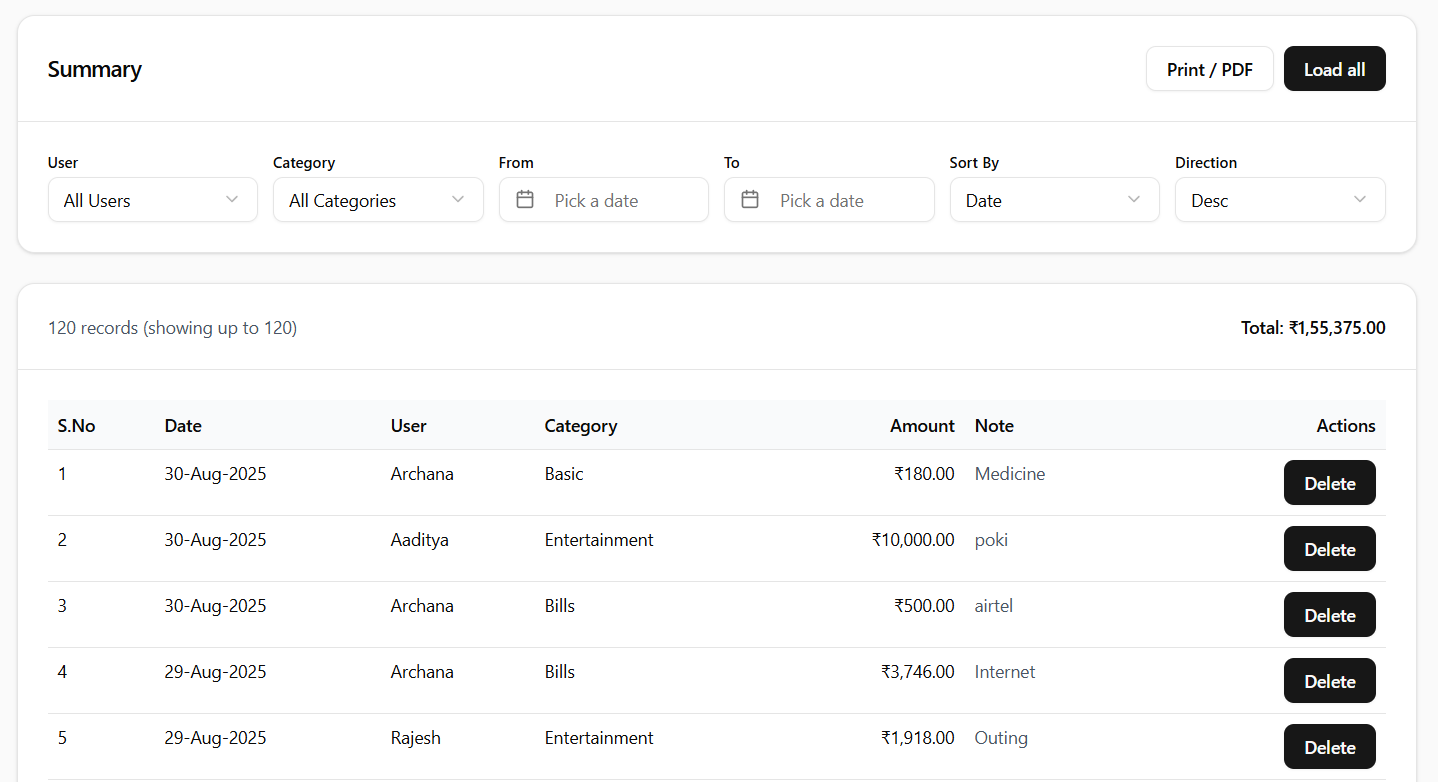 Summary
Print / PDF
Load all
User Category From To Sort By Direction
All Users All Categories Pick a date Pick a date Date Desc
120 records (showing up to 120)
Total: ₹1,55,375.00
S.No Date User Category Amount Note Actions
1 30-Aug-2025 Archana Basic ₹180.00 Medicine Delete
2 30-Aug-2025 Aaditya Entertainment ₹10,000.00 poki Delete
3 30-Aug-2025 Archana Bills ₹500.00 airtel Delete
4 29-Aug-2025 Archana Bills ₹3,746.00 Internet Delete
5 29-Aug-2025 Rajesh Entertainment ₹1,918.00 Outing Delete